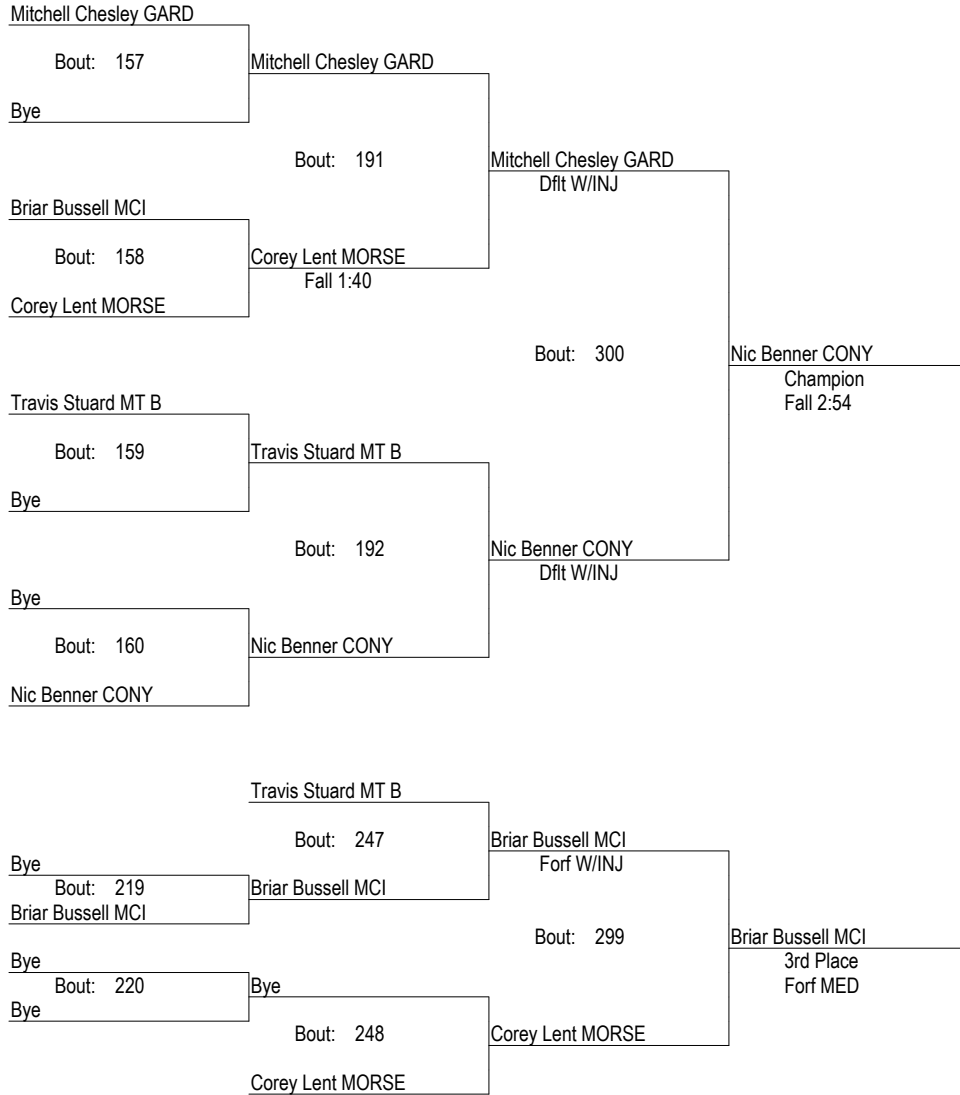 Mitchell Chesley GARD
Bout: 157
Mitchell Chesley GARD
Bye
Bout: 191
Mitchell Chesley GARD
Dflt W/INJ
Briar Bussell MCI
Bout: 158
Corey Lent MORSE
Fall 1:40
Corey Lent MORSE
Bout: 300
Nic Benner CONY
Champion
Fall 2:54
Travis Stuard MT B
Bout: 159
Travis Stuard MT B
Bye
Bout: 192
Nic Benner CONY
Dflt W/INJ
Bye
Bout: 160
Nic Benner CONY
Nic Benner CONY
Travis Stuard MT B
Bout: 247
Briar Bussell MCI
Forf W/INJ
Bye
Bout: 219
Briar Bussell MCI
Briar Bussell MCI
Bout: 299
Briar Bussell MCI
3rd Place
Forf MED
Bye
Bout: 220
Bye
Bye
Bout: 248
Corey Lent MORSE
Corey Lent MORSE